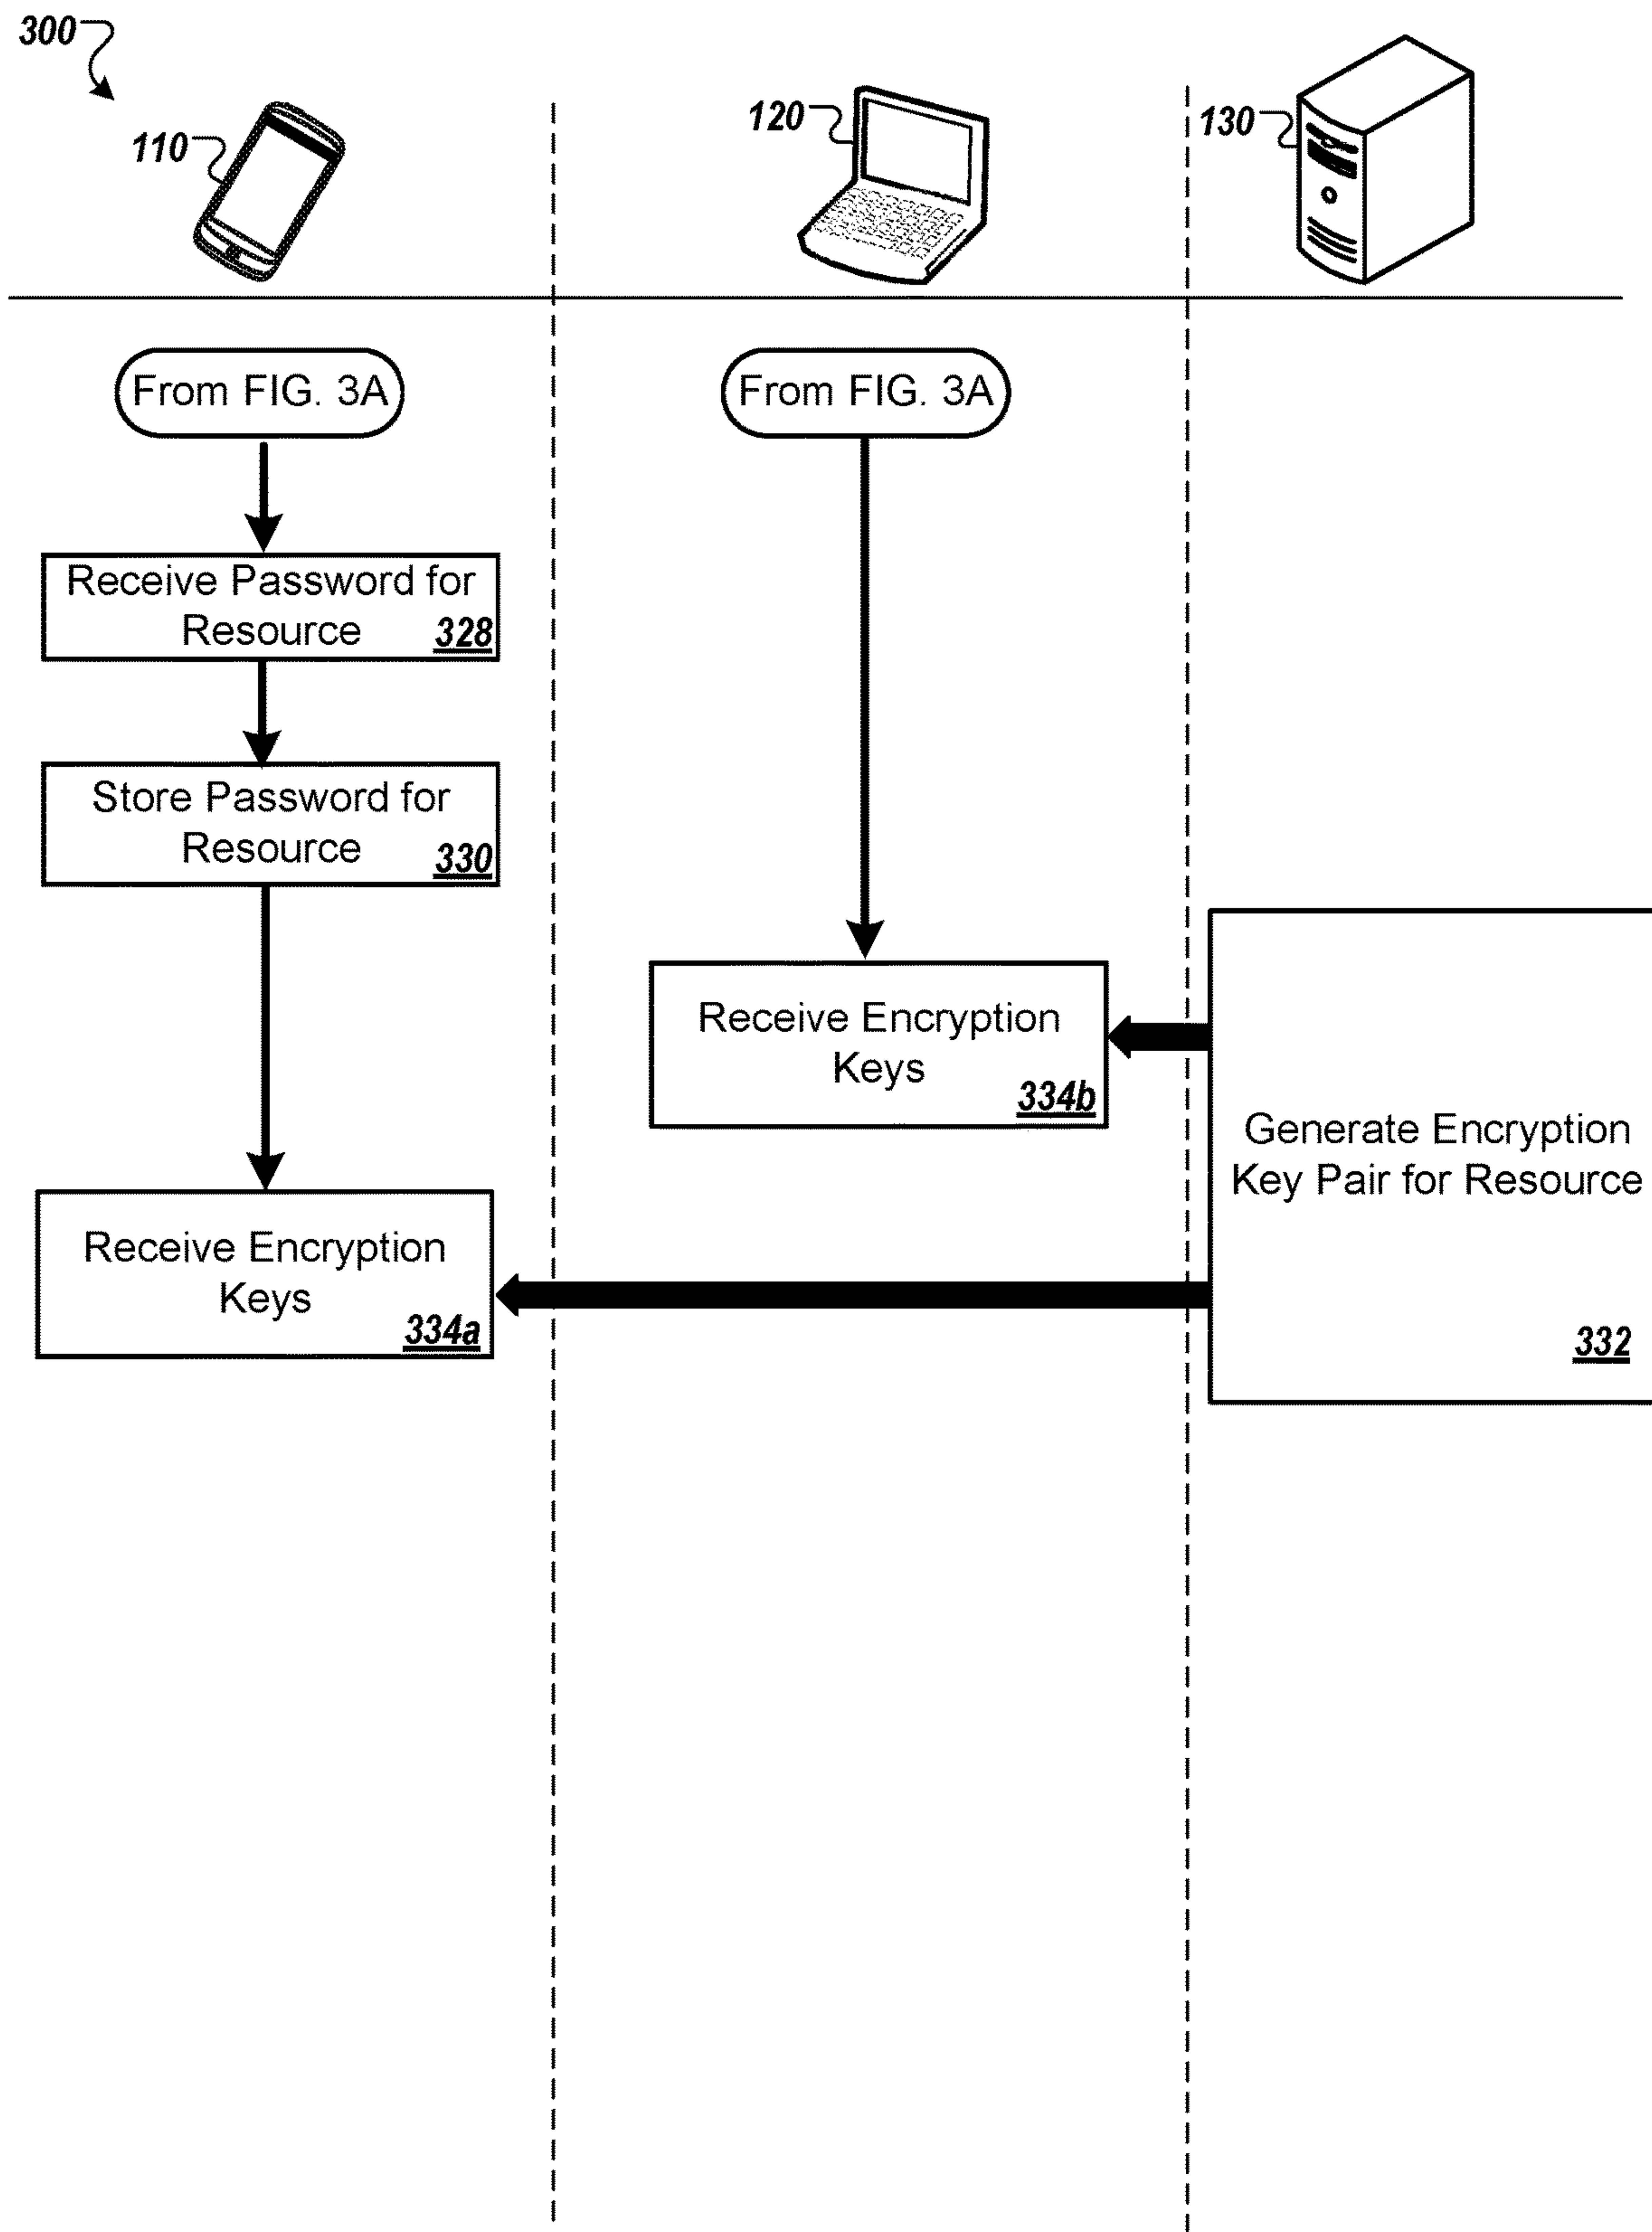 300
110
120
130
From FIG. 3A
From FIG. 3A
Receive Password for
Resource
328
Store Password for
Resource
330
Receive Encryption
Keys
334b
Generate Encryption
Key Pair for Resource
332
Receive Encryption
Keys
334a